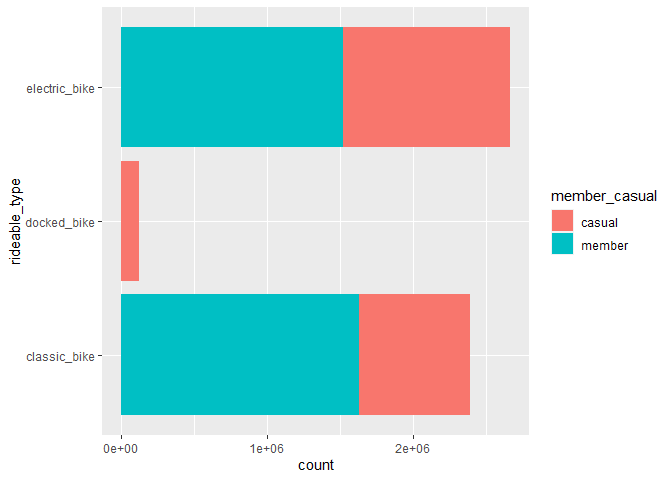 electric_bike
docked_bike
classic_bike
rideable_type
0e+00 1e+06 2e+06
count
member_casual
casual
member